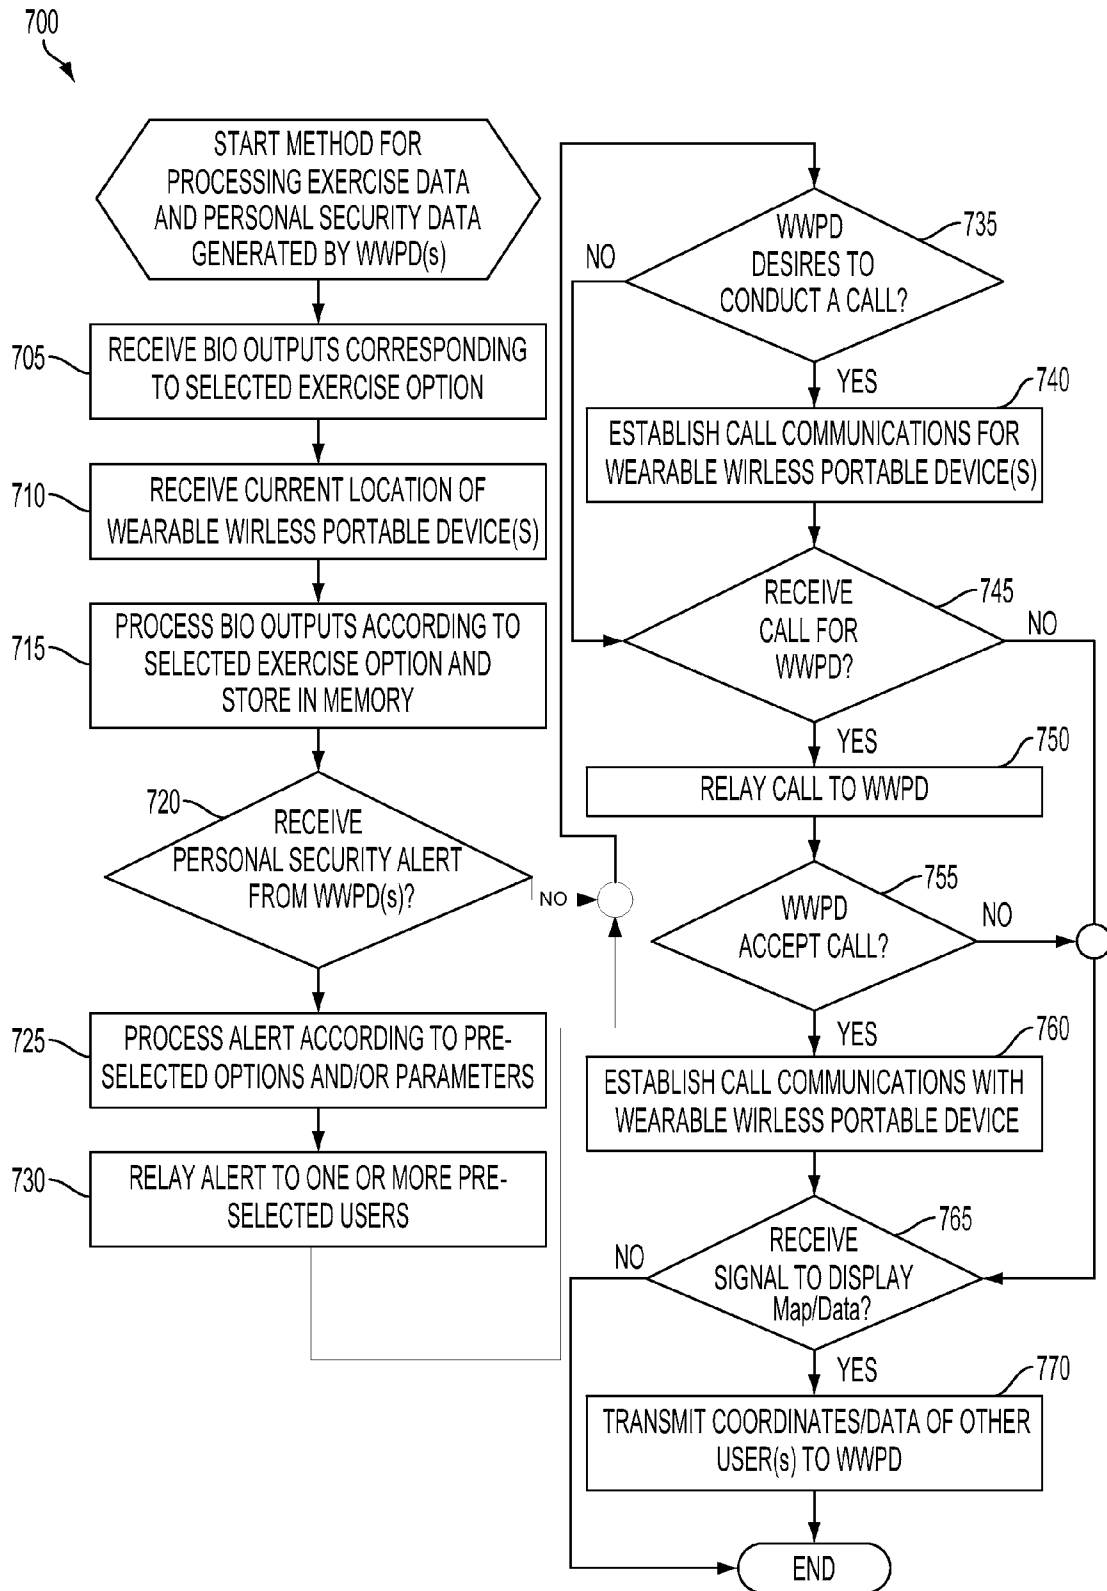 700
START METHOD FOR
PROCESSING EXERCISE DATA
AND PERSONAL SECURITY DATA
GENERATED BY WWPD(s)
705
RECEIVE BIO OUTPUTS CORRESPONDING
TO SELECTED EXERCISE OPTION
710
RECEIVE CURRENT LOCATION OF
WEARABLE WIRLESS PORTABLE DEVICE(S)
715
PROCESS BIO OUTPUTS ACCORDING TO
SELECTED EXERCISE OPTION AND
STORE IN MEMORY
720
RECEIVE
PERSONAL SECURITY ALERT
FROM WWPD(s)?
NO
725
PROCESS ALERT ACCORDING TO PRE-
SELECTED OPTIONS AND/OR PARAMETERS
730
RELAY ALERT TO ONE OR MORE PRE-
SELECTED USERS
735
WWPD
DESIRES TO
CONDUCT A CALL?
NO
YES
740
ESTABLISH CALL COMMUNICATIONS FOR
WEARABLE WIRLESS PORTABLE DEVICE(S)
745
RECEIVE
CALL FOR
WWPD?
NO
YES
750
RELAY CALL TO WWPD
755
WWPD
ACCEPT CALL?
NO
YES
760
ESTABLISH CALL COMMUNICATIONS WITH
WEARABLE WIRLESS PORTABLE DEVICE
765
RECEIVE
SIGNAL TO DISPLAY
Map/Data?
NO
YES
770
TRANSMIT COORDINATES/DATA OF OTHER
USER(s) TO WWPD
END